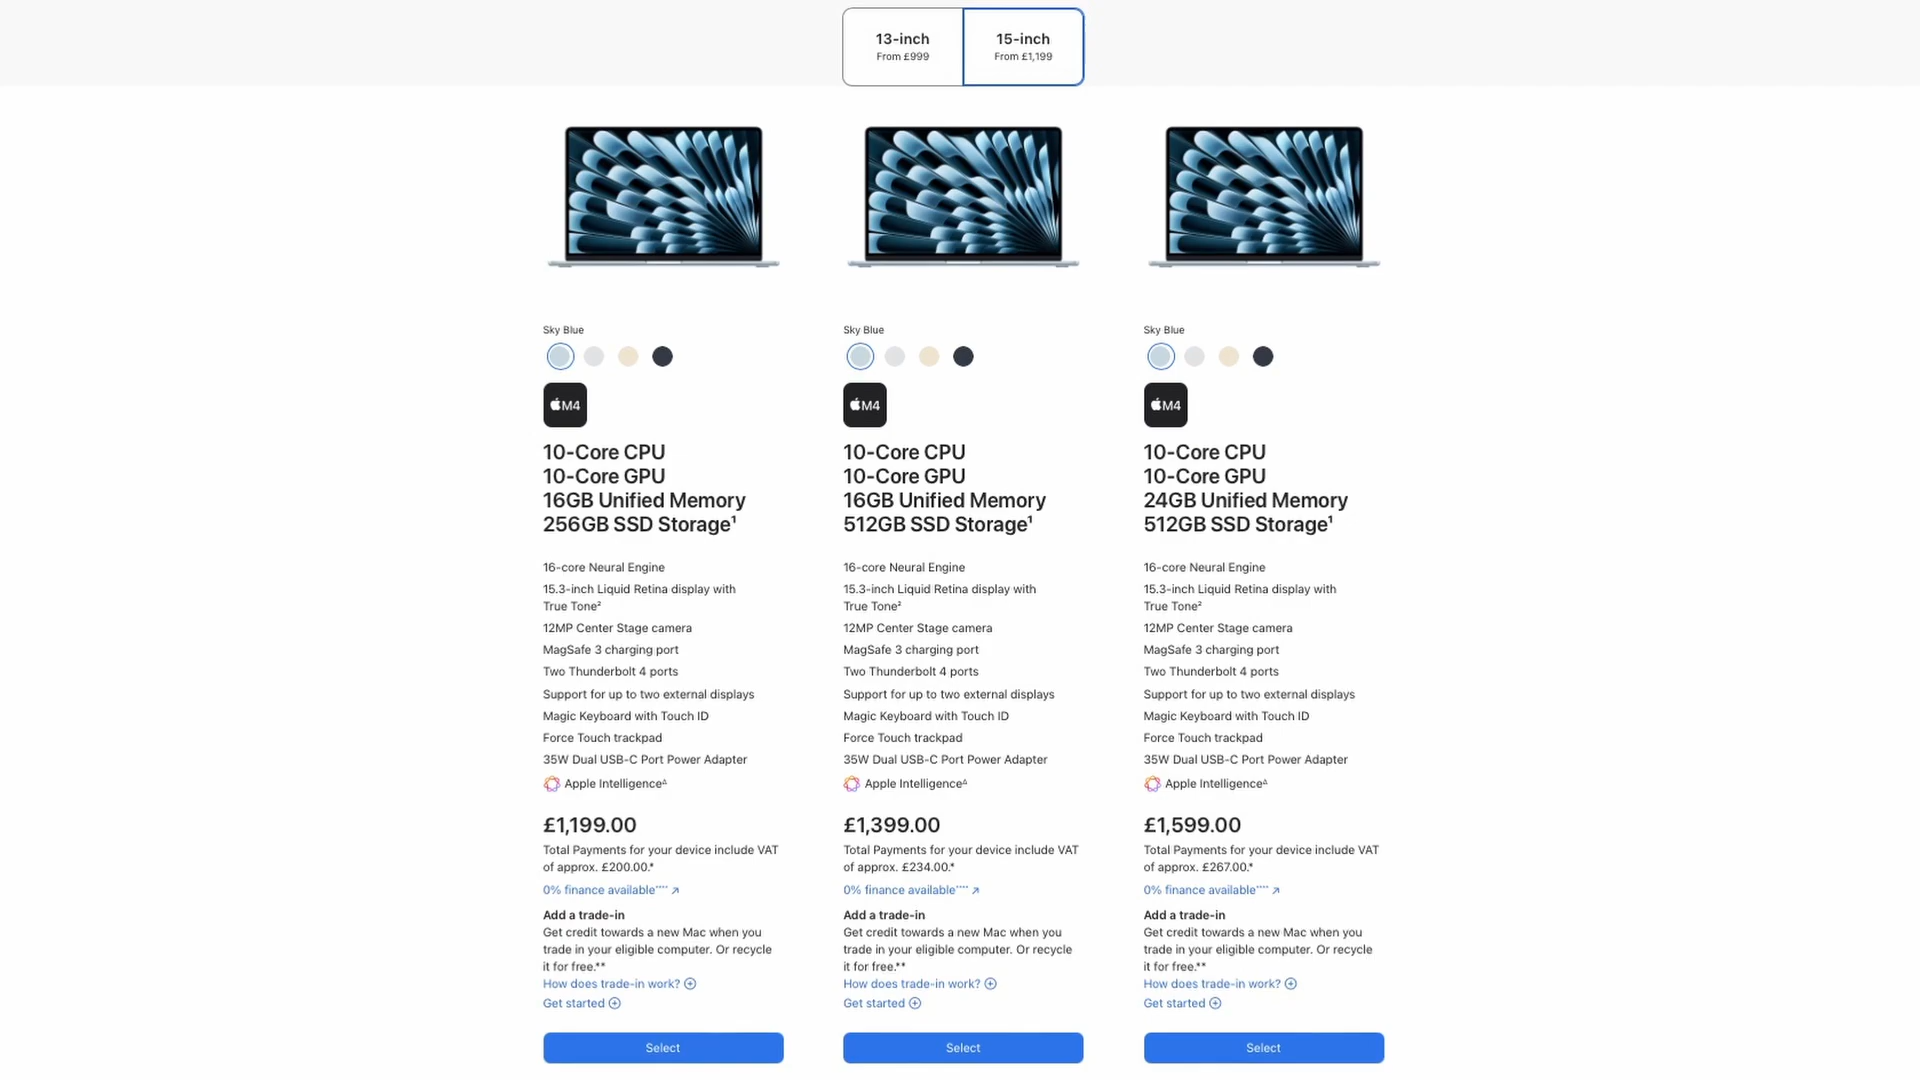 13-inch
From £999
15-inch
From £1,199
Sky Blue
M4
10-Core CPU
10-Core GPU
16GB Unified Memory
256GB SSD Storage¹
16-core Neural Engine
15.3-inch Liquid Retina display with
True Tone²
12MP Center Stage camera
MagSafe 3 charging port
Two Thunderbolt 4 ports
Support for up to two external displays
Magic Keyboard with Touch ID
Force Touch trackpad
35W Dual USB-C Port Power Adapter
Apple Intelligence∆
£1,199.00
Total Payments for your device include VAT
of approx. £200.00.*
0% finance available****
Add a trade-in
Get credit towards a new Mac when you
trade in your eligible computer. Or recycle
it for free.**
How does trade-in work?
Get started
Select
Sky Blue
M4
10-Core CPU
10-Core GPU
16GB Unified Memory
512GB SSD Storage¹
16-core Neural Engine
15.3-inch Liquid Retina display with
True Tone²
12MP Center Stage camera
MagSafe 3 charging port
Two Thunderbolt 4 ports
Support for up to two external displays
Magic Keyboard with Touch ID
Force Touch trackpad
35W Dual USB-C Port Power Adapter
Apple Intelligence∆
£1,399.00
Total Payments for your device include VAT
of approx. £234.00.*
0% finance available****
Add a trade-in
Get credit towards a new Mac when you
trade in your eligible computer. Or recycle
it for free.**
How does trade-in work?
Get started
Select
Sky Blue
M4
10-Core CPU
10-Core GPU
24GB Unified Memory
512GB SSD Storage¹
16-core Neural Engine
15.3-inch Liquid Retina display with
True Tone²
12MP Center Stage camera
MagSafe 3 charging port
Two Thunderbolt 4 ports
Support for up to two external displays
Magic Keyboard with Touch ID
Force Touch trackpad
35W Dual USB-C Port Power Adapter
Apple Intelligence∆
£1,599.00
Total Payments for your device include VAT
of approx. £267.00.*
0% finance available****
Add a trade-in
Get credit towards a new Mac when you
trade in your eligible computer. Or recycle
it for free.**
How does trade-in work?
Get started
Select